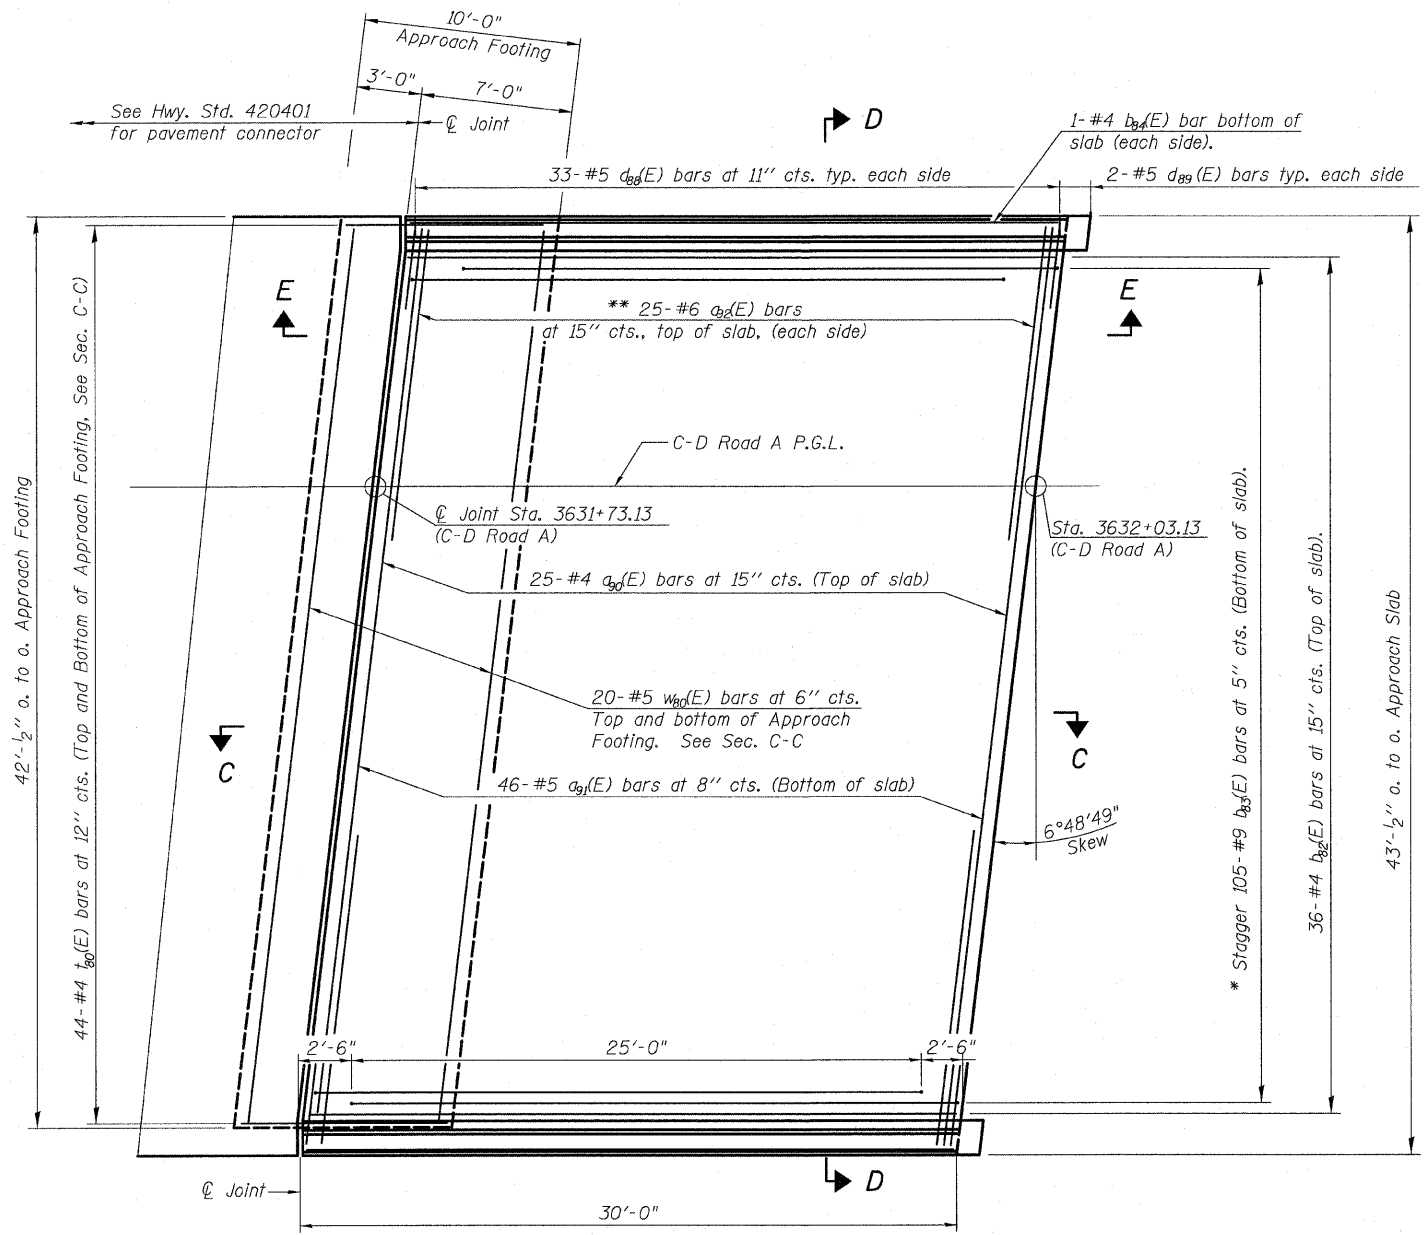 10'-0"
Approach Footing
3'-0"
7'-0"
See Hwy. Std. 420401
for pavement connector
℄ Joint
D
1-#4 b84(E) bar bottom of
slab (each side).
33-#5 d88(E) bars at 11" cts. typ. each side
2-#5 d89(E) bars typ. each side
E
E
** 25-#6 a92(E) bars
at 15" cts., top of slab, (each side)
C-D Road A P.G.L.
℄ Joint Sta. 3631+73.13
(C-D Road A)
Sta. 3632+03.13
(C-D Road A)
25-#4 a90(E) bars at 15" cts. (Top of slab)
20-#5 w80(E) bars at 6" cts.
Top and bottom of Approach
Footing. See Sec. C-C
C
C
46-#5 a91(E) bars at 8" cts. (Bottom of slab)
6°48'49"
Skew
42'-1/2" o. to o. Approach Footing
44-#4 t80(E) bars at 12" cts. (Top and Bottom of Approach Footing, See Sec. C-C)
* Stagger 105-#9 b83(E) bars at 5" cts. (Bottom of slab).
36-#4 b82(E) bars at 15" cts. (Top of slab).
43'-1/2" o. to o. Approach Slab
2'-6"
25'-0"
2'-6"
℄ Joint
D
30'-0"